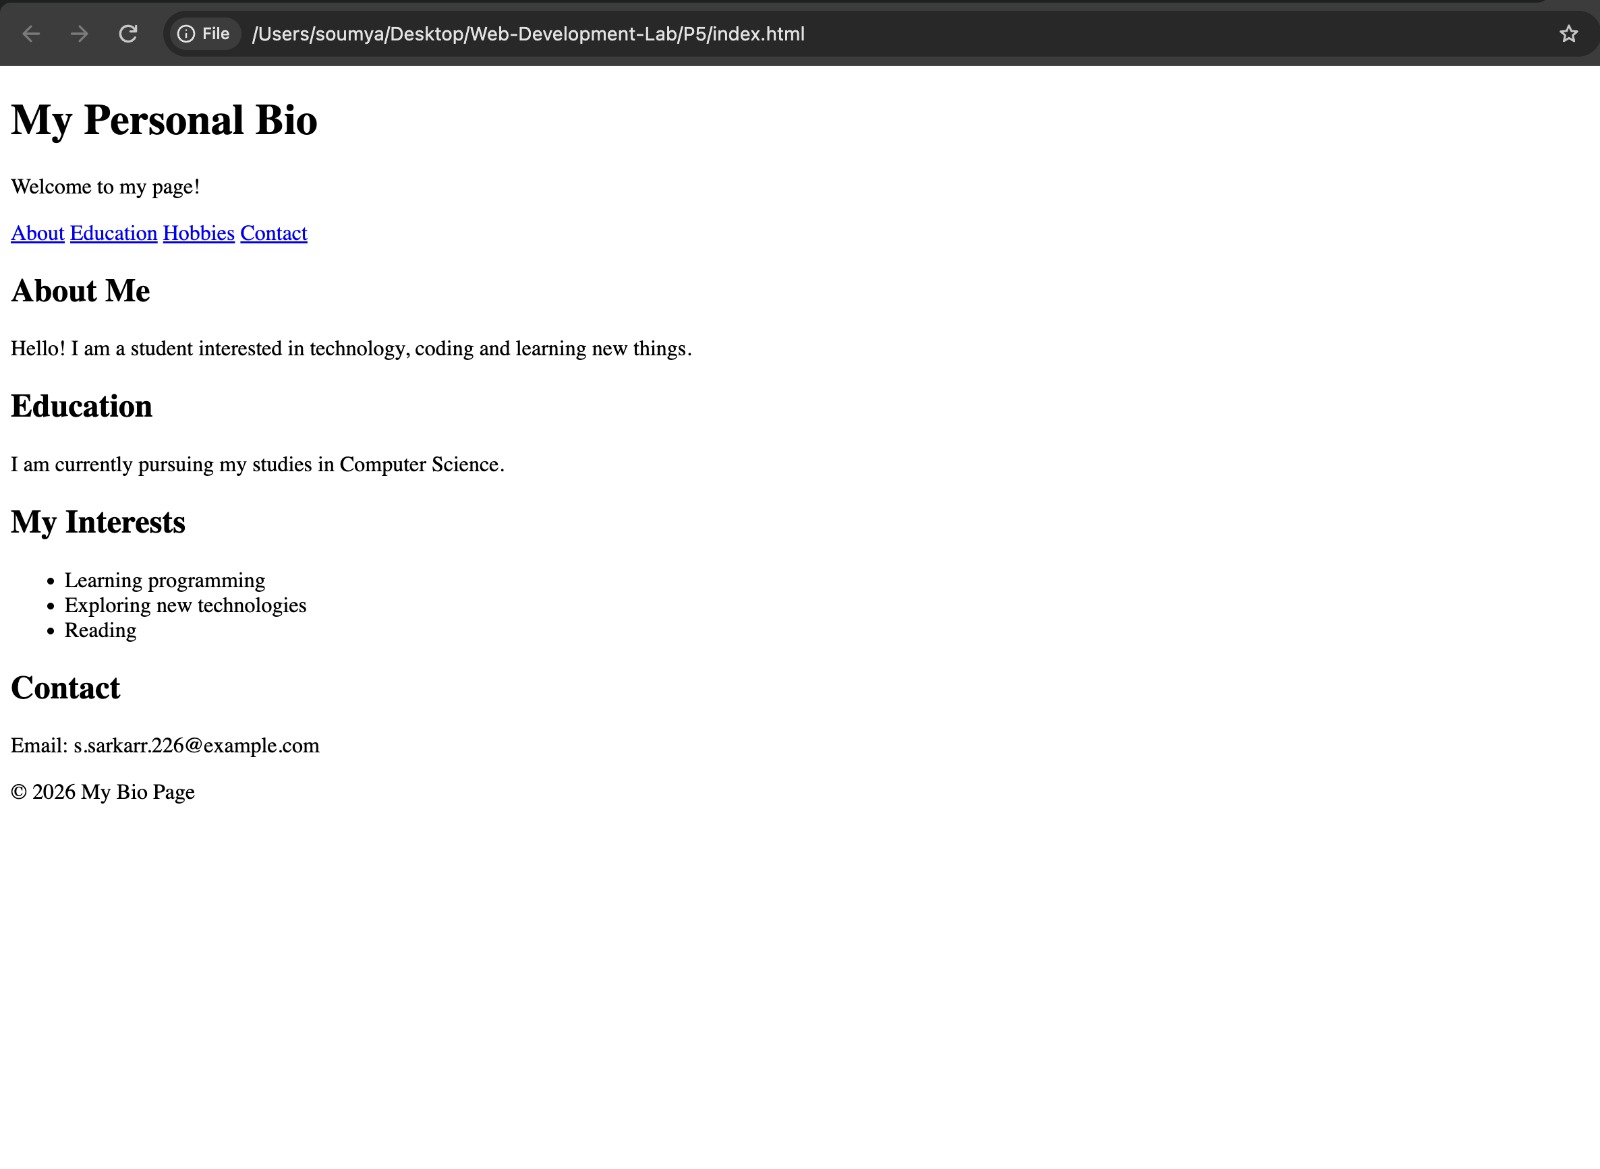 File /Users/soumya/Desktop/Web-Development-Lab/P5/index.html
My Personal Bio
Welcome to my page!
About Education Hobbies Contact
About Me
Hello! I am a student interested in technology, coding and learning new things.
Education
I am currently pursuing my studies in Computer Science.
My Interests
• Learning programming
• Exploring new technologies
• Reading
Contact
Email: s.sarkarr.226@example.com
© 2026 My Bio Page